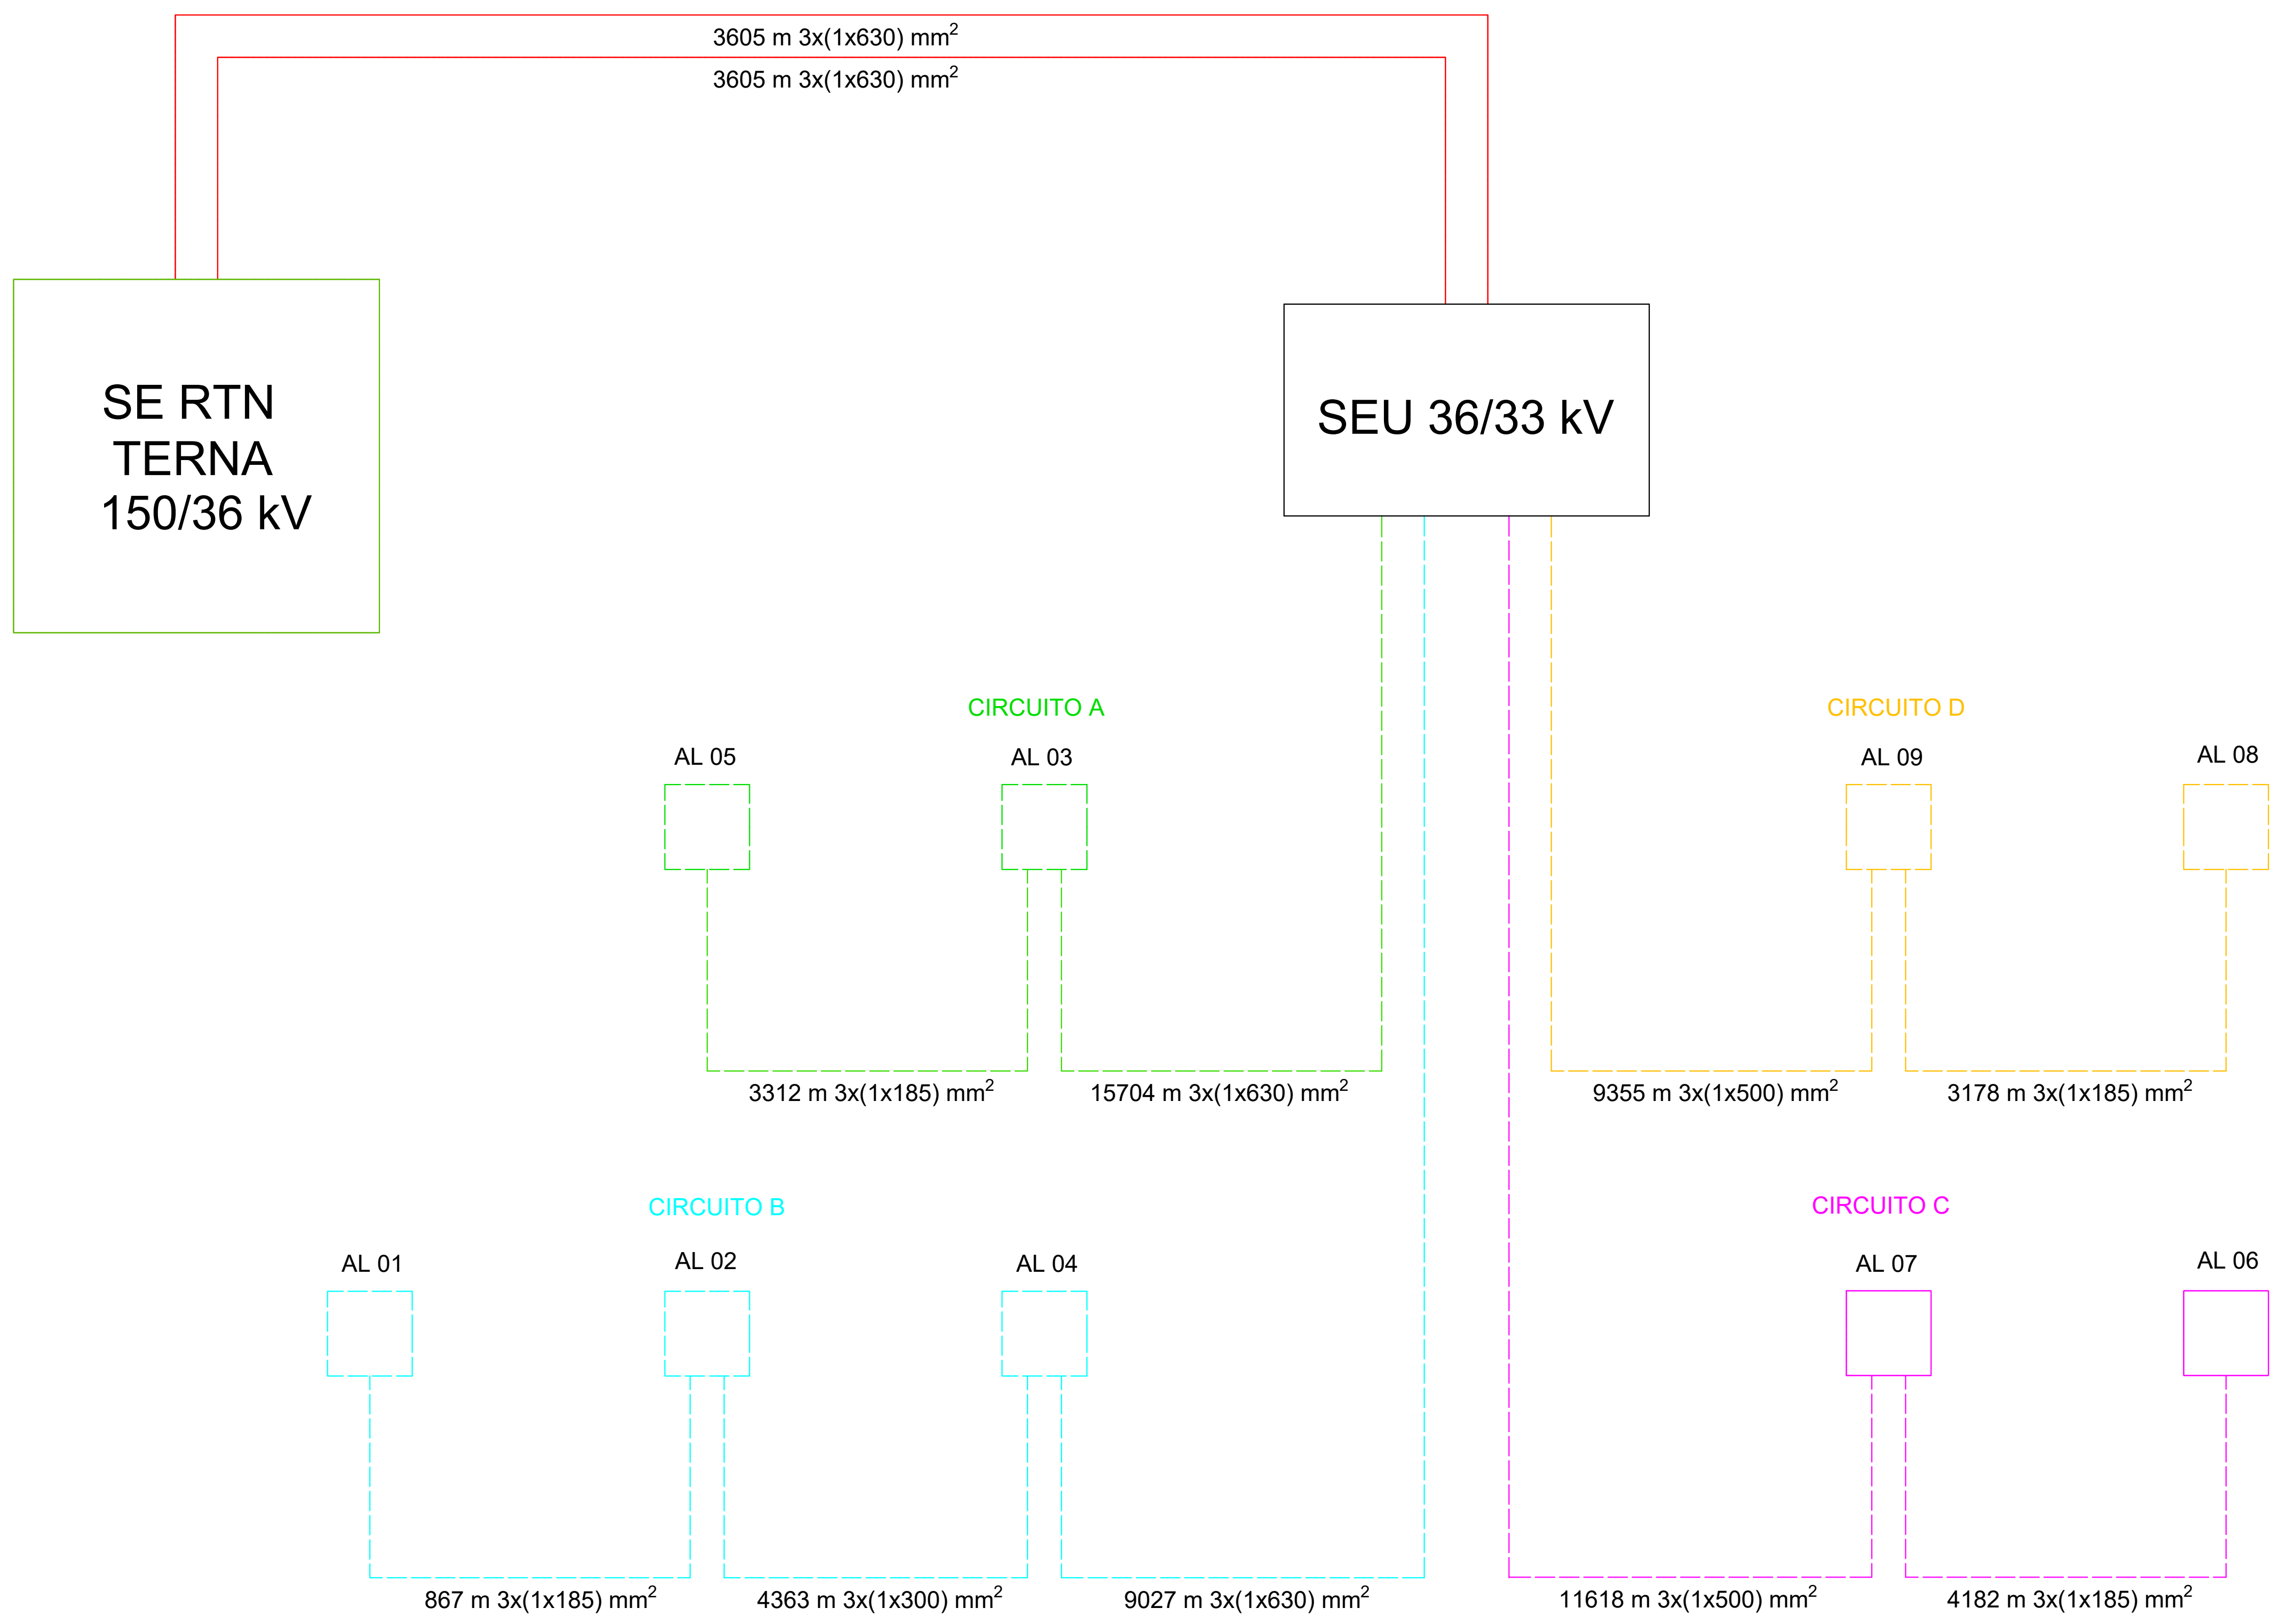 3605 m 3x(1x630) mm²
3605 m 3x(1x630) mm²
SE RTN
TERNA
150/36 kV
SEU 36/33 kV
CIRCUITO A
CIRCUITO D
AL 05
AL 03
AL 09
AL 08
3312 m 3x(1x185) mm²
15704 m 3x(1x630) mm²
9355 m 3x(1x500) mm²
3178 m 3x(1x185) mm²
CIRCUITO B
CIRCUITO C
AL 01
AL 02
AL 04
AL 07
AL 06
867 m 3x(1x185) mm²
4363 m 3x(1x300) mm²
9027 m 3x(1x630) mm²
11618 m 3x(1x500) mm²
4182 m 3x(1x185) mm²